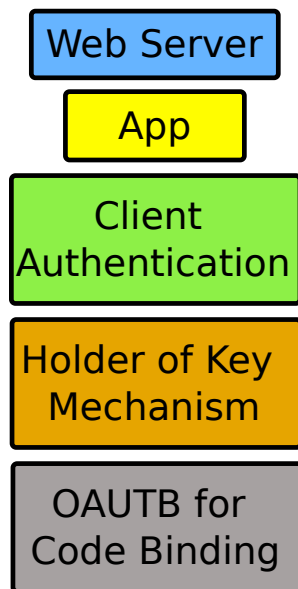 Web Server
App
Client
Authentication
Holder of Key
Mechanism
OAUTB for
Code Binding